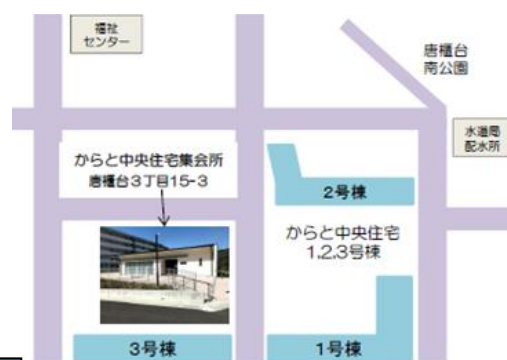 福祉
センター
唐櫃台
南公園
水道局
配水所
からと中央住宅集会所
唐櫃台3丁目15-3
2号棟
からと中央住宅
1,2,3号棟
3号棟
1号棟